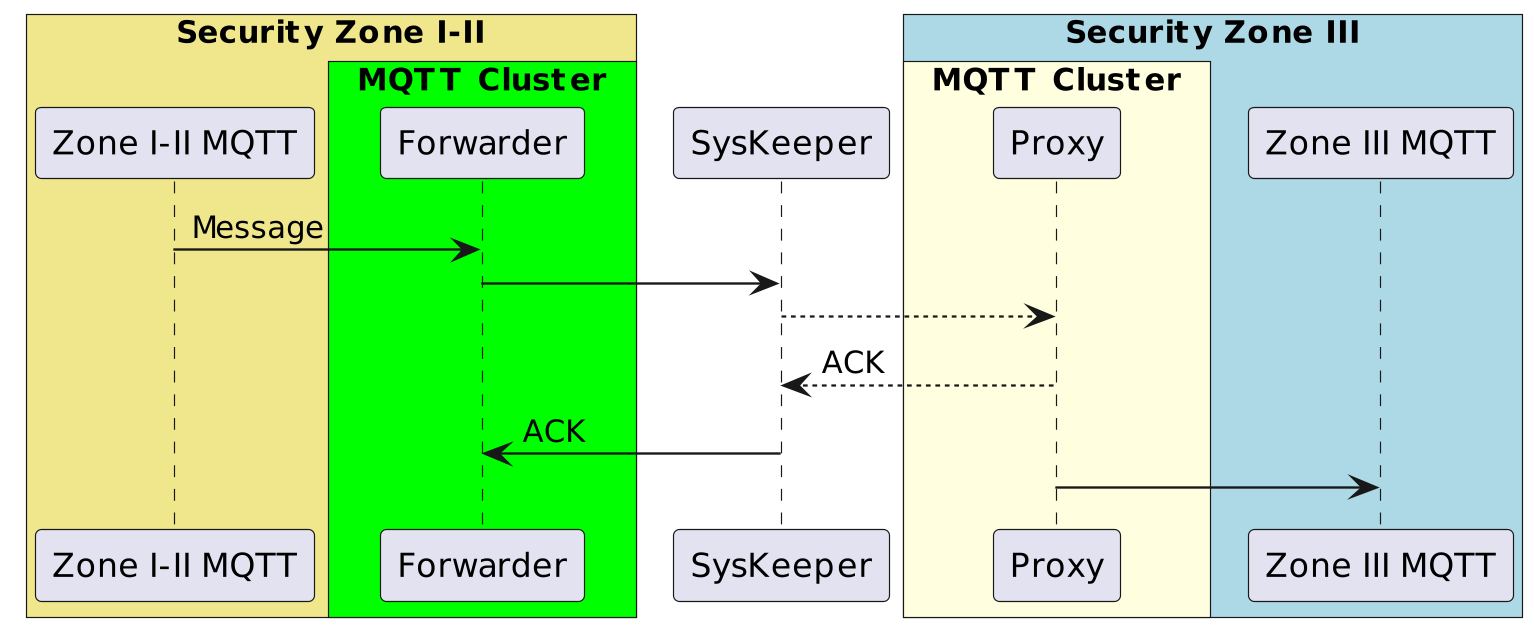 Security Zone I-II
Security Zone III
MQTT Cluster
MQTT Cluster
Zone I-II MQTT
Forwarder
SysKeeper
Proxy
Zone III MQTT
Message
ACK
ACK
Zone I-II MQTT
Forwarder
SysKeeper
Proxy
Zone III MQTT